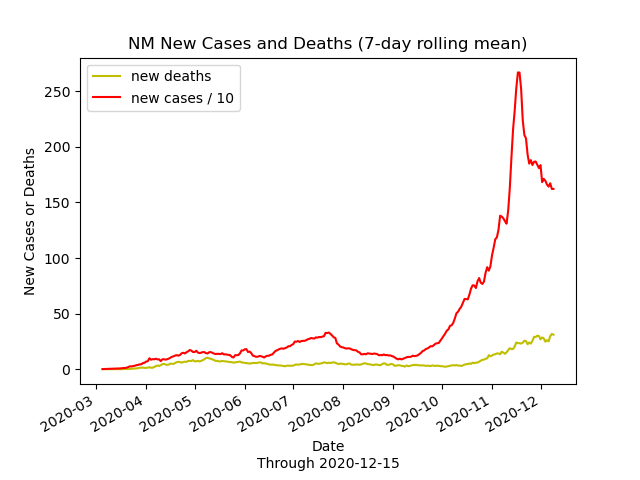 NM New Cases and Deaths (7-day rolling mean)
new deaths
new cases / 10
New Cases or Deaths
250
200
150
100
50
0
2020-03
2020-04
2020-05
2020-06
2020-07
2020-08
2020-09
2020-10
2020-11
2020-12
Date
Through 2020-12-15